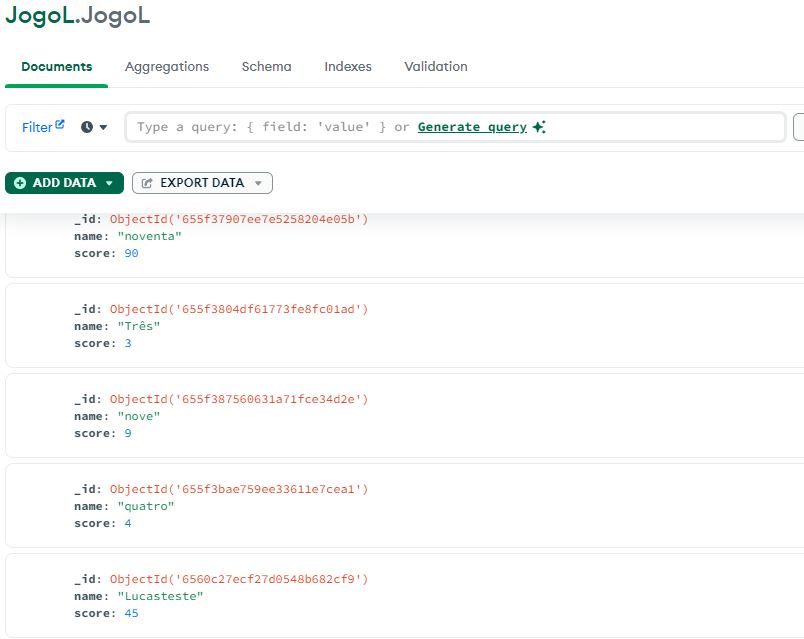 JogoL.JogoL
Documents Aggregations Schema Indexes Validation
Filter Type a query: { field: 'value' } or Generate query
ADD DATA EXPORT DATA
_id: ObjectId('655f37907ee7e5258204e05b')
name: "noventa"
score: 90
_id: ObjectId('655f3804df61773fe8fc01ad')
name: "Três"
score: 3
_id: ObjectId('655f387560631a71fce34d2e')
name: "nove"
score: 9
_id: ObjectId('655f3bae759ee33611e7cea1')
name: "quatro"
score: 4
_id: ObjectId('6560c27ecf27d0548b682cf9')
name: "Lucasteste"
score: 45